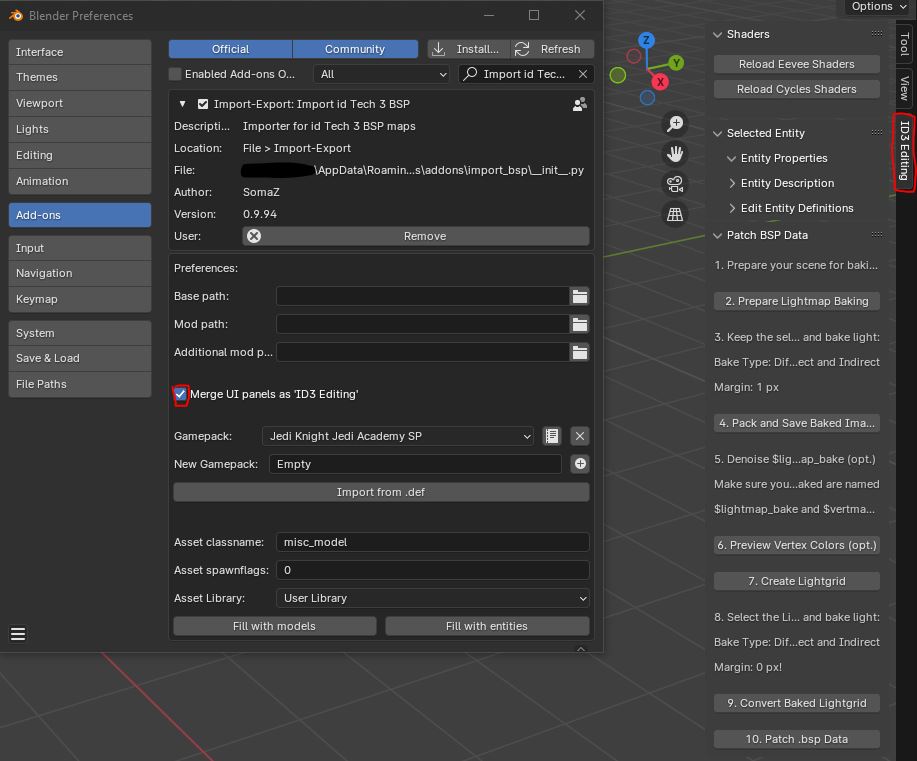 Blender Preferences
Interface
Themes
Viewport
Lights
Editing
Animation
Add-ons
Input
Navigation
Keymap
System
Save & Load
File Paths
Official
Community
Install...
Refresh
Enabled Add-ons O...
All
Import id Tec...
Import-Export: Import id Tech 3 BSP
Descripti... Importer for id Tech 3 BSP maps
Location: File > Import-Export
File: \AppData\Roamin...s\addons\import_bsp\__init__.py
Author: SomaZ
Version: 0.9.94
User: Remove
Preferences:
Base path:
Mod path:
Additional mod p...
Merge UI panels as 'ID3 Editing'
Gamepack: Jedi Knight Jedi Academy SP
New Gamepack: Empty
Import from .def
Asset classname: misc_model
Asset spawnflags: 0
Asset Library: User Library
Fill with models
Fill with entities
Z
Y
X
Options
Shaders
Reload Eevee Shaders
Reload Cycles Shaders
Selected Entity
Entity Properties
Entity Description
Edit Entity Definitions
Patch BSP Data
1. Prepare your scene for baki...
2. Prepare Lightmap Baking
3. Keep the sel... and bake light:
Bake Type: Dif...ect and Indirect
Margin: 1 px
4. Pack and Save Baked Ima...
5. Denoise $lig...ap_bake (opt.)
Make sure you...aked are named
$lightmap_bake and $vertma...
6. Preview Vertex Colors (opt.)
7. Create Lightgrid
8. Select the Li... and bake light:
Bake Type: Dif...ect and Indirect
Margin: 0 px!
9. Convert Baked Lightgrid
10. Patch .bsp Data
Tool
View
ID3 Editing